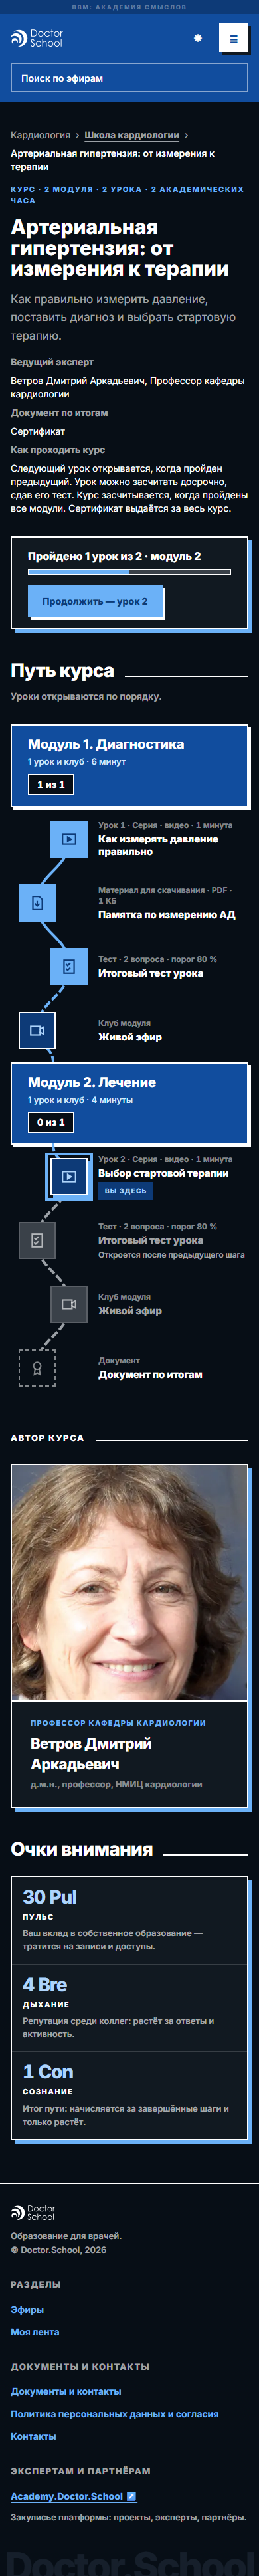 ВВМ: АКАДЕМИЯ СМЫСЛОВ
Doctor
School
Поиск по эфирам
Кардиология › Школа кардиологии ›
Артериальная гипертензия: от измерения к
терапии
КУРС · 2 МОДУЛЯ · 2 УРОКА · 2 АКАДЕМИЧЕСКИХ
ЧАСА
Артериальная
гипертензия: от
измерения к терапии
Как правильно измерить давление,
поставить диагноз и выбрать стартовую
терапию.
Ведущий эксперт
Ветров Дмитрий Аркадьевич, Профессор кафедры
кардиологии
Документ по итогам
Сертификат
Как проходить курс
Следующий урок открывается, когда пройден
предыдущий. Урок можно засчитать досрочно,
сдав его тест. Курс засчитывается, когда пройдены
все модули. Сертификат выдаётся за весь курс.
Пройдено 1 урок из 2 · модуль 2
Продолжить — урок 2
Путь курса
Уроки открываются по порядку.
Модуль 1. Диагностика
1 урок и клуб · 6 минут
1 из 1
Урок 1 · Серия · видео · 1 минута
Как измерять давление
правильно
Материал для скачивания · PDF ·
1 КБ
Памятка по измерению АД
Тест · 2 вопроса · порог 80 %
Итоговый тест урока
Клуб модуля
Живой эфир
Модуль 2. Лечение
1 урок и клуб · 4 минуты
0 из 1
Урок 2 · Серия · видео · 1 минута
Выбор стартовой терапии
ВЫ ЗДЕСЬ
Тест · 2 вопроса · порог 80 %
Итоговый тест урока
Откроется после предыдущего шага
Клуб модуля
Живой эфир
Документ
Документ по итогам
АВТОР КУРСА
ПРОФЕССОР КАФЕДРЫ КАРДИОЛОГИИ
Ветров Дмитрий
Аркадьевич
д.м.н., профессор, НМИЦ кардиологии
Очки внимания
30 Pul
ПУЛЬС
Ваш вклад в собственное образование —
тратится на записи и доступы.
4 Bre
ДЫХАНИЕ
Репутация среди коллег: растёт за ответы и
активность.
1 Con
СОЗНАНИЕ
Итог пути: начисляется за завершённые шаги и
только растёт.
Doctor
School
Образование для врачей.
© Doctor.School, 2026
РАЗДЕЛЫ
Эфиры
Моя лента
ДОКУМЕНТЫ И КОНТАКТЫ
Документы и контакты
Политика персональных данных и согласия
Контакты
ЭКСПЕРТАМ И ПАРТНЁРАМ
Academy.Doctor.School ↗
Закулисье платформы: проекты, эксперты, партнёры.
Doctor.School